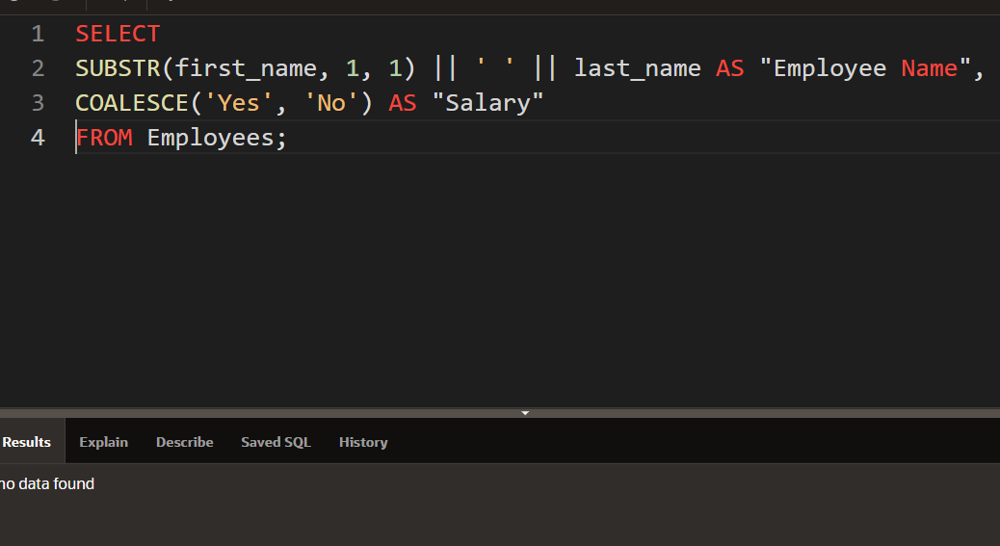 1 SELECT
2 SUBSTR(first_name, 1, 1) || ' ' || last_name AS "Employee Name",
3 COALESCE('Yes', 'No') AS "Salary"
4 FROM Employees;
Results Explain Describe Saved SQL History
no data found